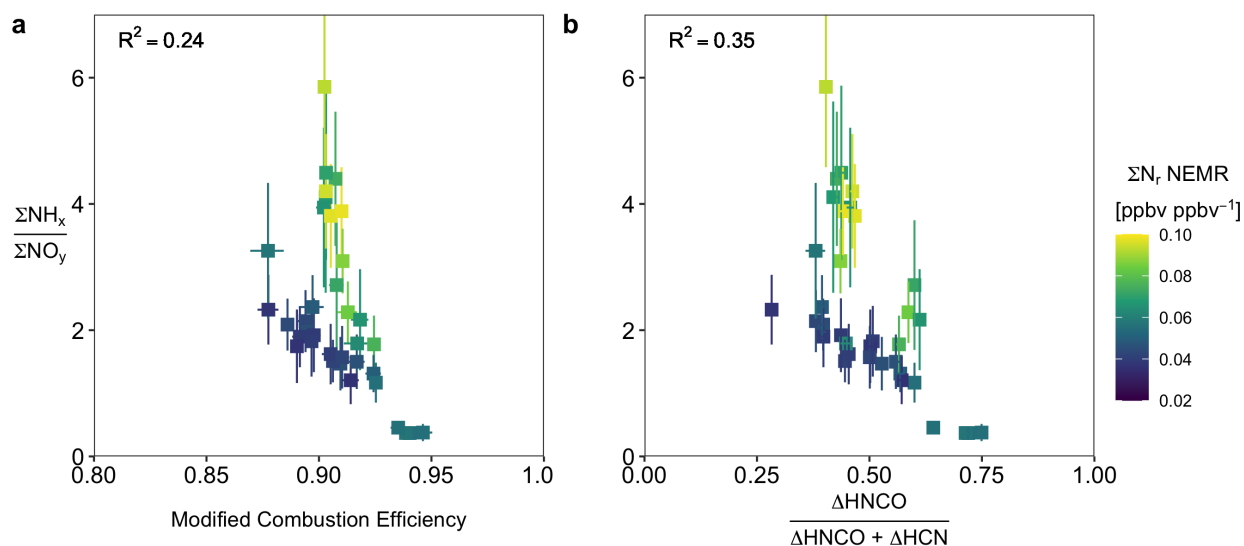 a
R² = 0.24
6
4
2
0
ΣNHₓ
ΣNOᵧ
0.80
0.85
0.90
0.95
1.0
Modified Combustion Efficiency
b
R² = 0.35
6
4
2
0
0.00
0.25
0.50
0.75
1.00
ΔHNCO
ΔHNCO + ΔHCN
ΣNᵣ NEMR
[ppbv ppbv⁻¹]
0.10
0.08
0.06
0.04
0.02